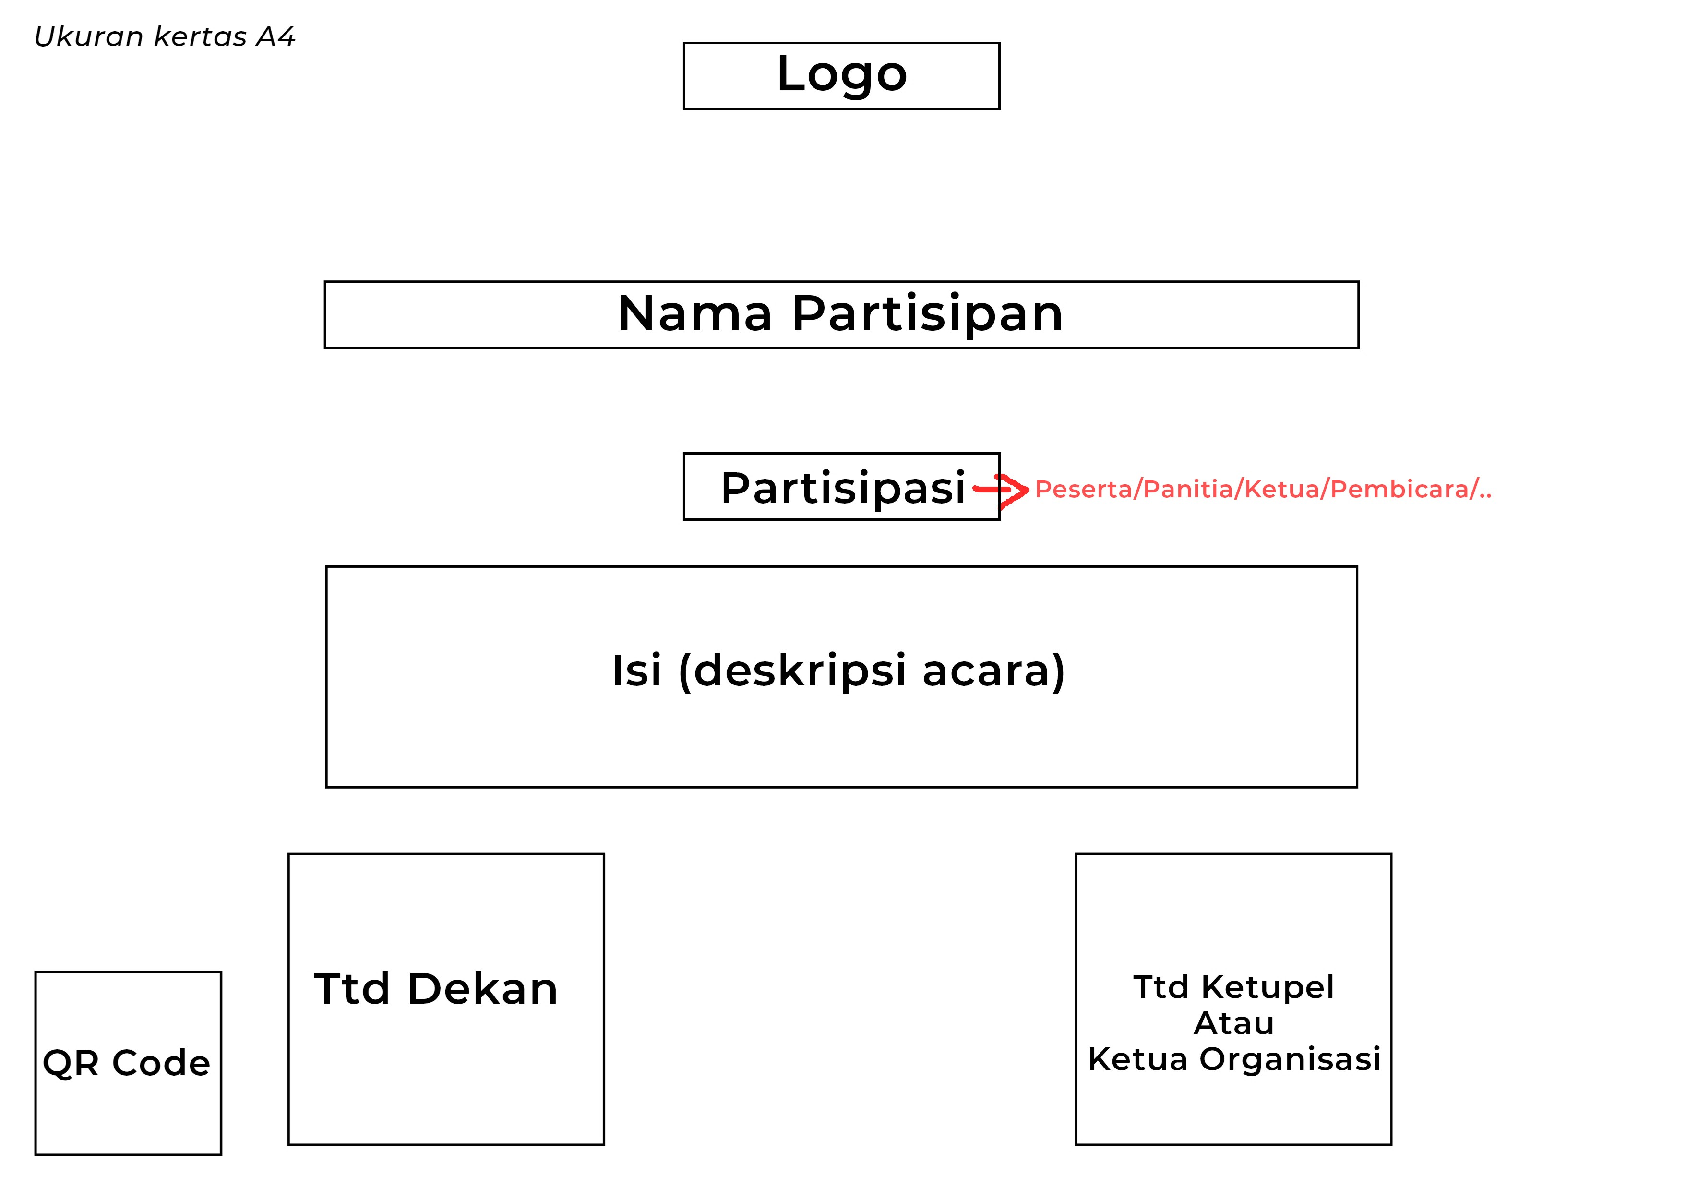 Ukuran kertas A4
Logo
Nama Partisipan
Partisipasi
Peserta/Panitia/Ketua/Pembicara/..
Isi (deskripsi acara)
Ttd Dekan
Ttd Ketupel
Atau
Ketua Organisasi
QR Code